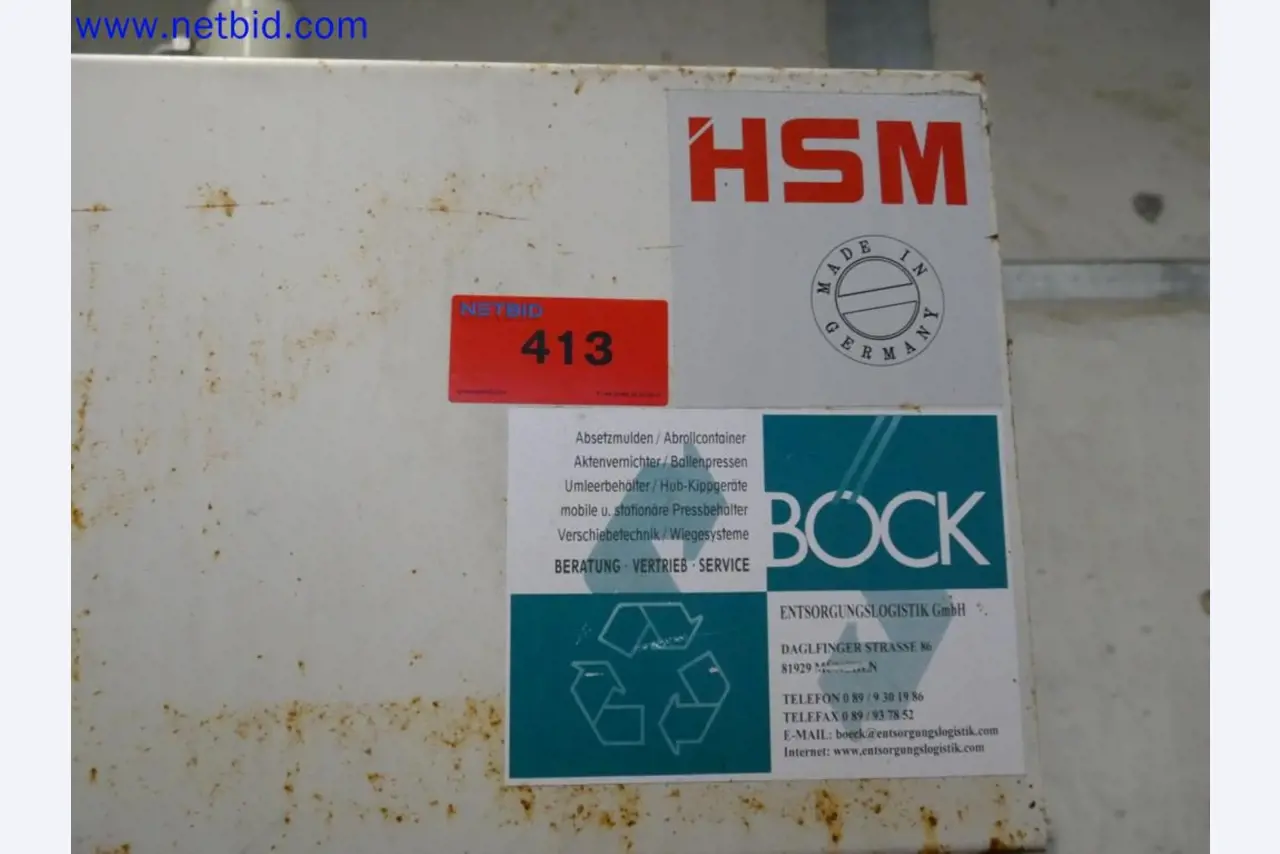 www.netbid.com
HSM
MADE IN GERMANY
NETBID
413
Absetzmulden / Abrollcontainer
Aktenvernichter / Ballenpressen
Umleerbehälter / Hub-Kippgeräte
mobile u. stationäre Pressbehälter
Verschiebetechnik / Wiegesysteme
BERATUNG · VERTRIEB · SERVICE
BÖCK
ENTSORGUNGSLOGISTIK GmbH
DAGLFINGER STRASSE 86
81929 MÜNCHEN
TELEFON 0 89 / 9 30 19 86
TELEFAX 0 89 / 93 78 52
E-MAIL: boeck@entsorgungslogistik.com
Internet: www.entsorgungslogistik.com